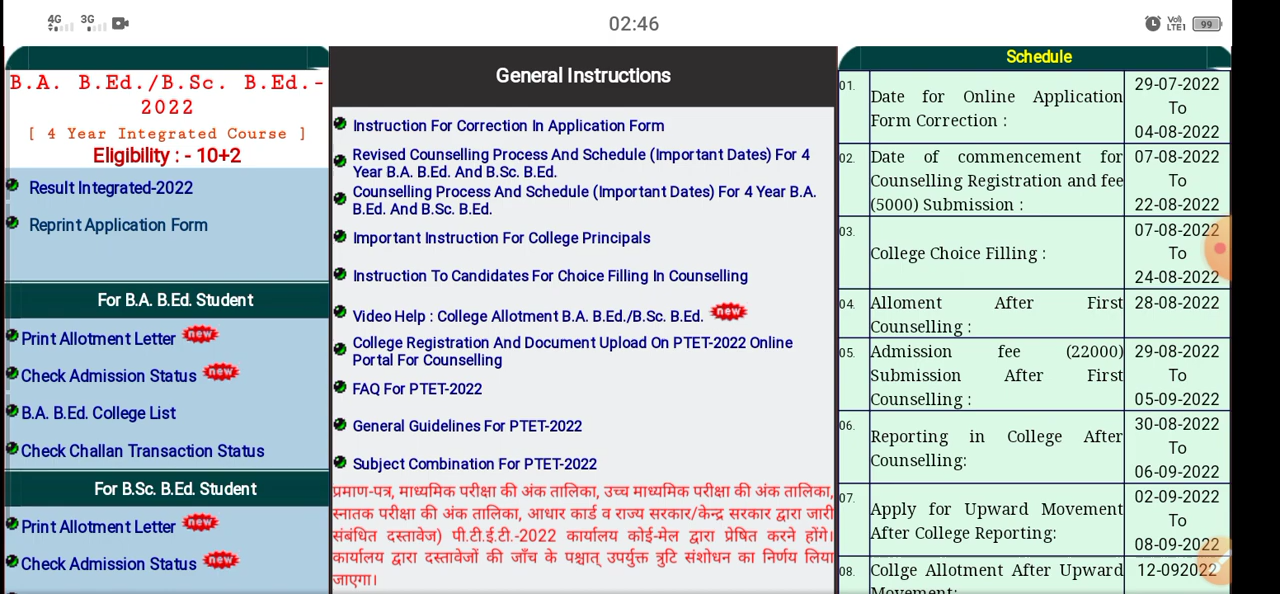 4G 3G 02:46 Vo)) LTE1 99
B.A. B.Ed./B.Sc. B.Ed.-
2022
[ 4 Year Integrated Course ]
Eligibility : - 10+2
Result Integrated-2022
Reprint Application Form
For B.A. B.Ed. Student
Print Allotment Letter new
Check Admission Status new
B.A. B.Ed. College List
Check Challan Transaction Status
For B.Sc. B.Ed. Student
Print Allotment Letter new
Check Admission Status new
General Instructions
Instruction For Correction In Application Form
Revised Counselling Process And Schedule (Important Dates) For 4
Year B.A. B.Ed. And B.Sc. B.Ed.
Counselling Process And Schedule (Important Dates) For 4 Year B.A.
B.Ed. And B.Sc. B.Ed.
Important Instruction For College Principals
Instruction To Candidates For Choice Filling In Counselling
Video Help : College Allotment B.A. B.Ed./B.Sc. B.Ed. new
College Registration And Document Upload On PTET-2022 Online
Portal For Counselling
FAQ For PTET-2022
General Guidelines For PTET-2022
Subject Combination For PTET-2022
प्रमाण-पत्र, माध्यमिक परीक्षा की अंक तालिका, उच्च माध्यमिक परीक्षा की अंक तालिका,
स्नातक परीक्षा की अंक तालिका, आधार कार्ड व राज्य सरकार/केन्द्र सरकार द्वारा जारी
संबंधित दस्तावेज) पी.टी.ई.टी.-2022 कार्यालय कोई-मेल द्वारा प्रेषित करने होंगे।
कार्यालय द्वारा दस्तावेजों की जाँच के पश्चात् उपर्युक्त त्रुटि संशोधन का निर्णय लिया
जाएगा।
Schedule
01.
Date for Online Application
Form Correction :
29-07-2022
To
04-08-2022
02.
Date of commencement for
Counselling Registration and fee
(5000) Submission :
07-08-2022
To
22-08-2022
03.
College Choice Filling :
07-08-2022
To
24-08-2022
04.
Alloment After First
Counselling :
28-08-2022
05.
Admission fee (22000)
Submission After First
Counselling :
29-08-2022
To
05-09-2022
06.
Reporting in College After
Counselling:
30-08-2022
To
06-09-2022
07.
Apply for Upward Movement
After College Reporting:
02-09-2022
To
08-09-2022
08.
Collge Allotment After Upward
Movement:
12-092022